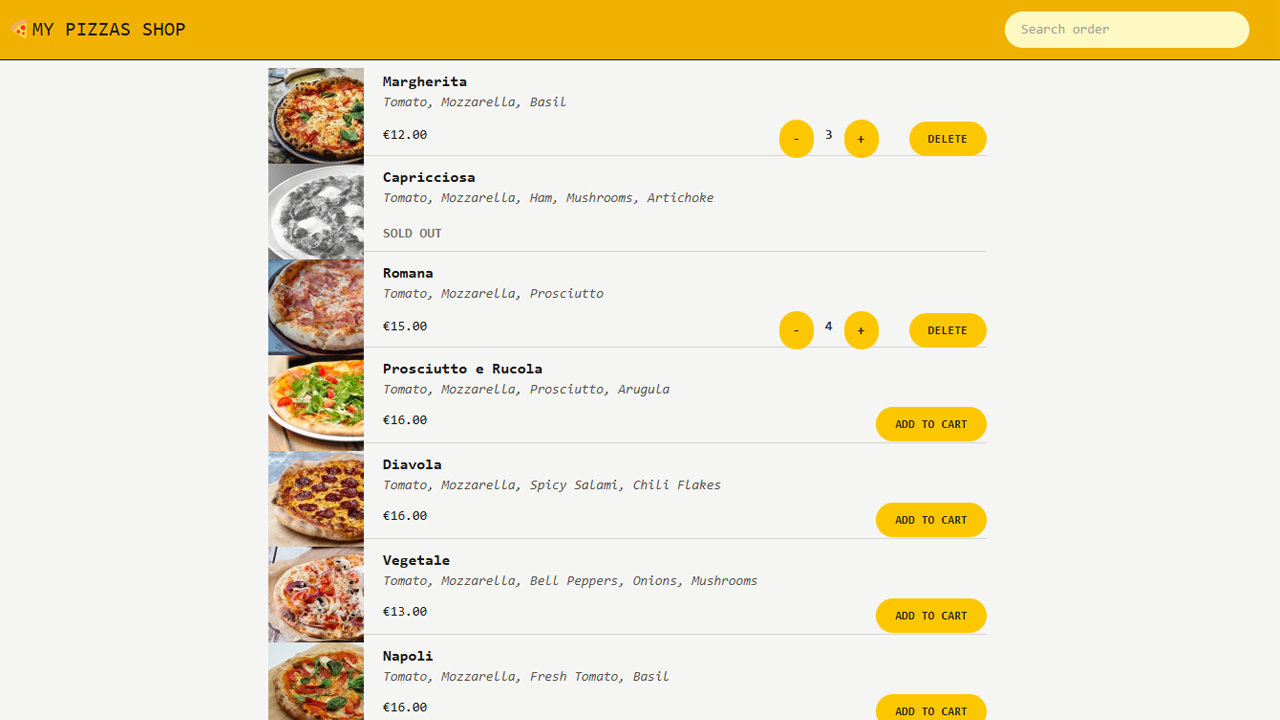 MY PIZZAS SHOP
Search order
Margherita
Tomato, Mozzarella, Basil
€12.00
- 3 + DELETE
Capricciosa
Tomato, Mozzarella, Ham, Mushrooms, Artichoke
SOLD OUT
Romana
Tomato, Mozzarella, Prosciutto
€15.00
- 4 + DELETE
Prosciutto e Rucola
Tomato, Mozzarella, Prosciutto, Arugula
€16.00
ADD TO CART
Diavola
Tomato, Mozzarella, Spicy Salami, Chili Flakes
€16.00
ADD TO CART
Vegetale
Tomato, Mozzarella, Bell Peppers, Onions, Mushrooms
€13.00
ADD TO CART
Napoli
Tomato, Mozzarella, Fresh Tomato, Basil
€16.00
ADD TO CART